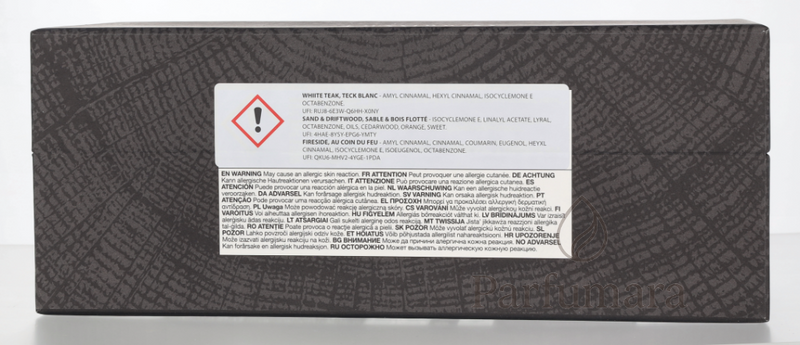 WHIITE TEAK, TECK BLANC - AMYL CINNAMAL, HEXYL CINNAMAL, ISOCYCLEMONE E
OCTABENZONE.
UFI: RUJ8-6E3W-Q6HH-X0NY
SAND & DRIFTWOOD, SABLE & BOIS FLOTTÉ - ISOCYCLEMONE E, LINALYL ACETATE, LYRAL,
OCTABENZONE, OILS, CEDARWOOD, ORANGE, SWEET.
UFI: 4HAE-8YSY-EPG6-YMTY
FIRESIDE, AU COIN DU FEU - AMYL CINNAMAL, CINNAMAL, COUMARIN, EUGENOL, HEXYL
CINNAMAL, ISOCYCLEMONE E, ISOEUGENOL, OCTABENZONE.
UFI: QKU6-MHV2-4YGE-1PDA
EN WARNING May cause an allergic skin reaction. FR ATTENTION Peut provoquer une allergie cutanée. DE ACHTUNG
Kann allergische Hautreaktionen verursachen. IT ATTENZIONE Può provocare una reazione allergica cutanea. ES
ATENCIÓN Puede provocar una reacción alérgica en la piel. NL WAARSCHUWING Kan een allergische huidreactie
veroorzaken. DA ADVARSEL Kan forårsage allergisk hudreaktion. SV VARNING Kan orsaka allergisk hudreaktion. PT
ATENÇÃO Pode provocar uma reacção alérgica cutânea. EL ΠΡΟΣΟΧΗ Μπορεί να προκαλέσει αλλεργική δερματική
αντίδραση. PL Uwaga Może powodować reakcję alergiczną skóry. CS VAROVÁNÍ Může vyvolat alergickou kožní reakci. FI
VAROITUS Voi aiheuttaa allergisen ihoreaktion. HU FIGYELEM Allergiás bőrreakciót válthat ki. LV BRĪDINĀJUMS Var izraisīt
alerģisku ādas reakciju. LT ATSARGIAI Gali sukelti alerginę odos reakciją. MT TWISSIJA Jista' jikkawża reazzjoni allerġika
tal-ġilda. RO ATENȚIE Poate provoca o reacție alergică a pielii. SK POZOR Môže vyvolať alergickú kožnú reakciu. SL
POZOR Lahko povzroči alergijski odziv kože. ET HOIATUS Võib põhjustada allergilist nahareaktsiooni. HR UPOZORENJE
Može izazvati alergijsku reakciju na koži. BG ВНИМАНИЕ Може да причини алергична кожна реакция. NO ADVARSEL
Kan forårsake en allergisk hudreaksjon. RU ОСТОРОЖНО Может вызывать аллергическую кожную реакцию.
Parfumara